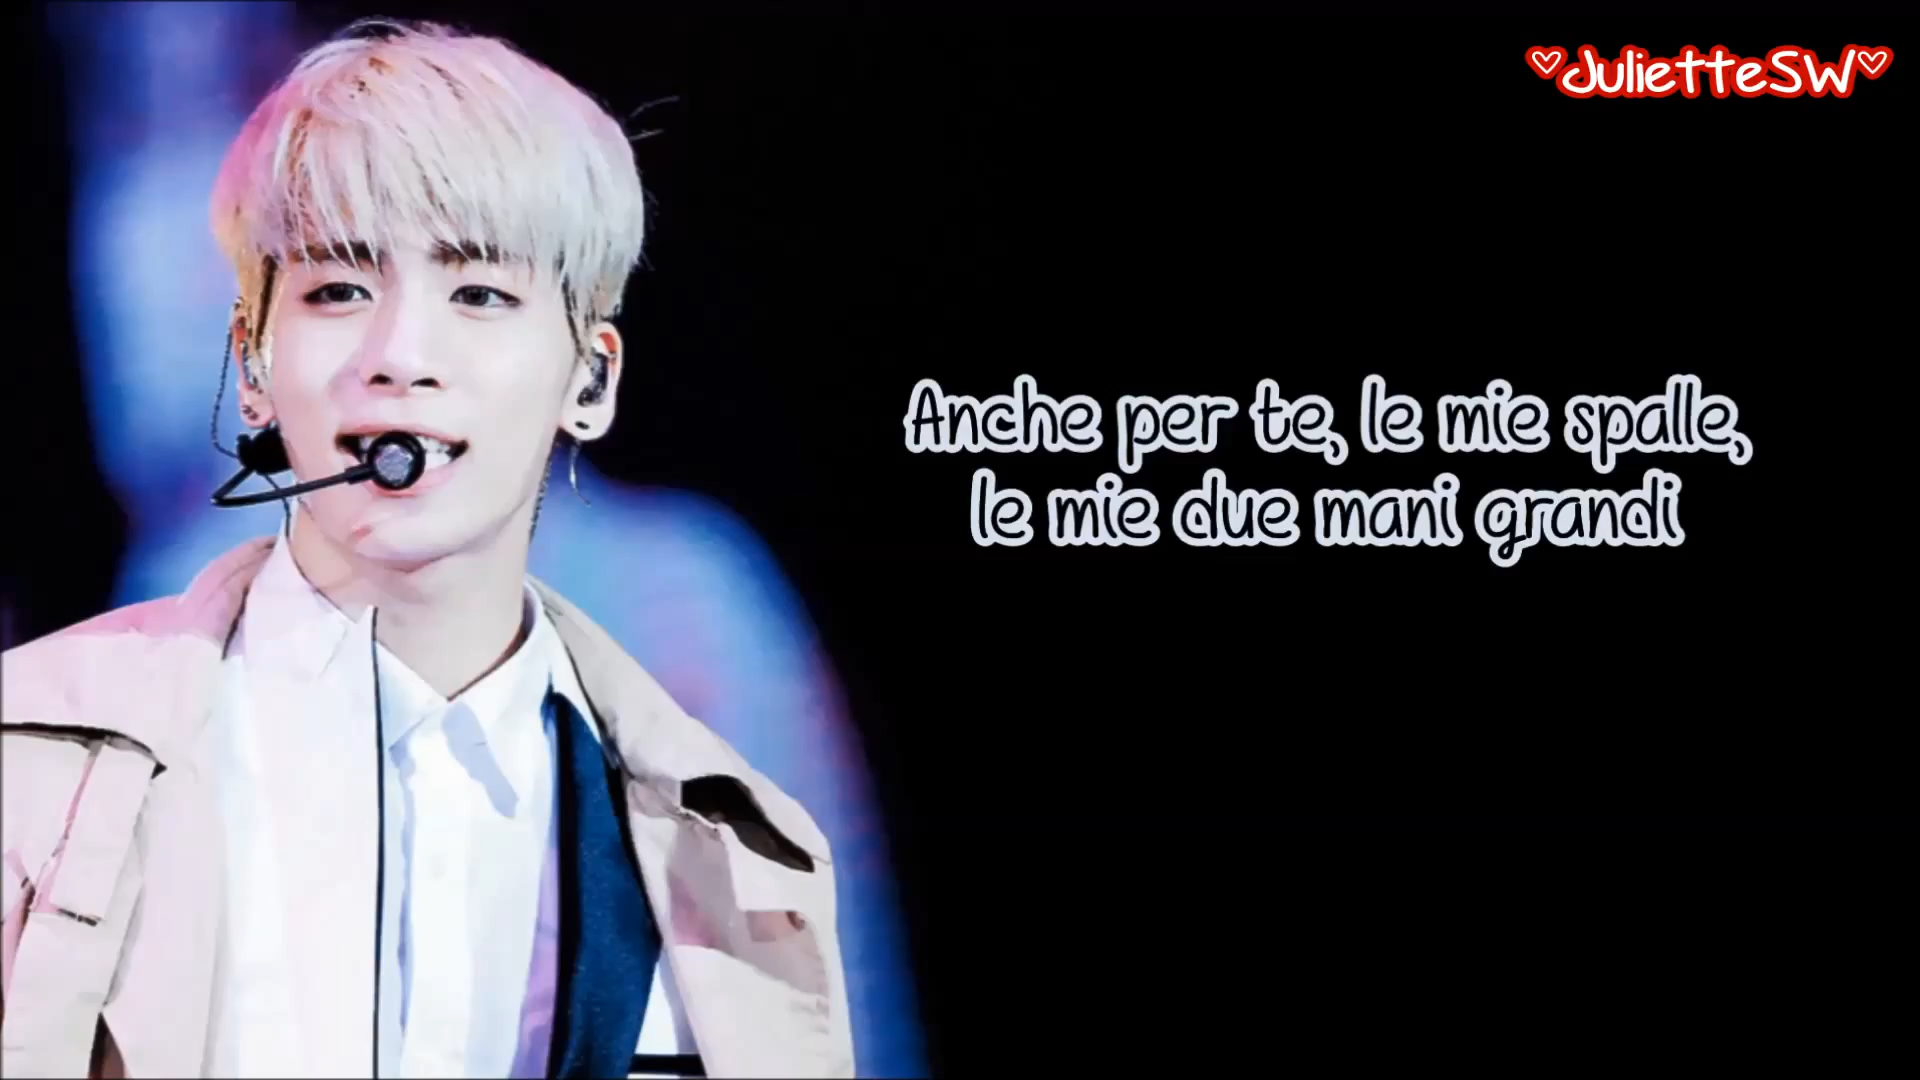 ♡JulietteSW♡
Anche per te, le mie spalle,
le mie due mani grandi